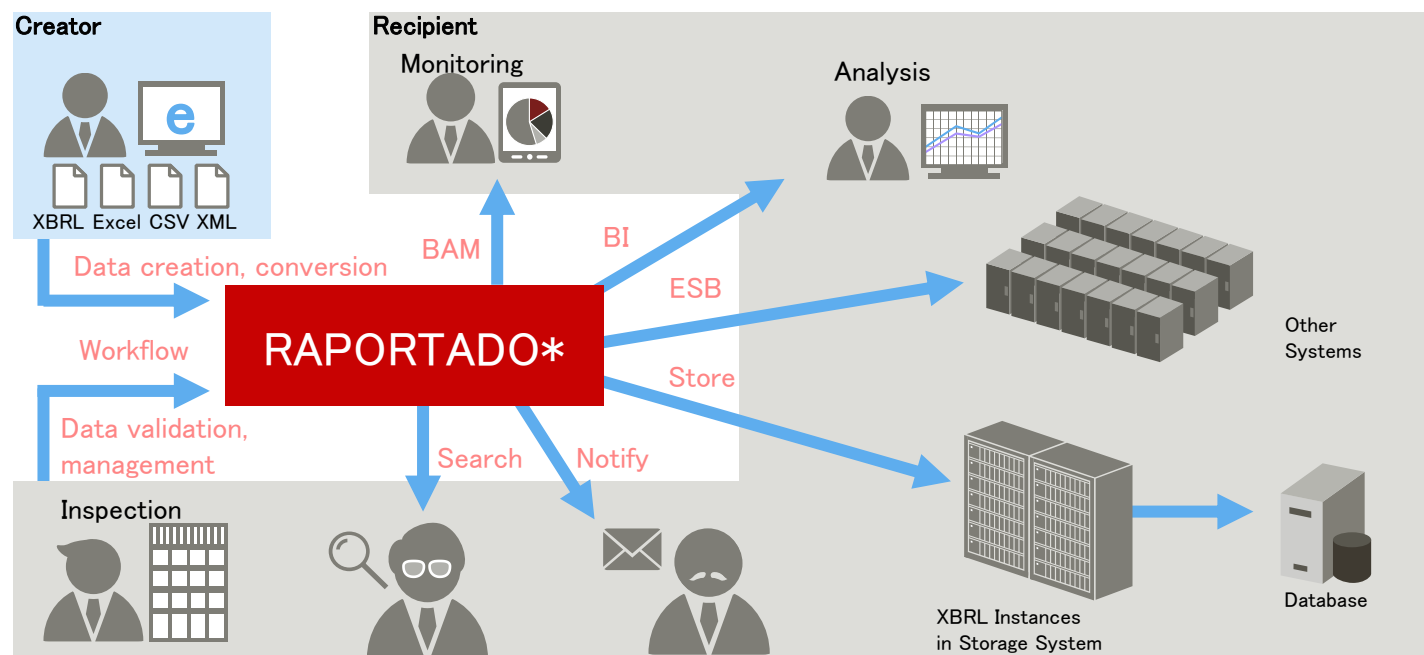 Creator
e
XBRL Excel CSV XML
Recipient
Monitoring
Analysis
Data creation, conversion
BAM
BI
ESB
RAPORTADO*
Workflow
Other
Systems
Store
Data validation,
management
Search
Notify
Inspection
XBRL Instances
in Storage System
Database